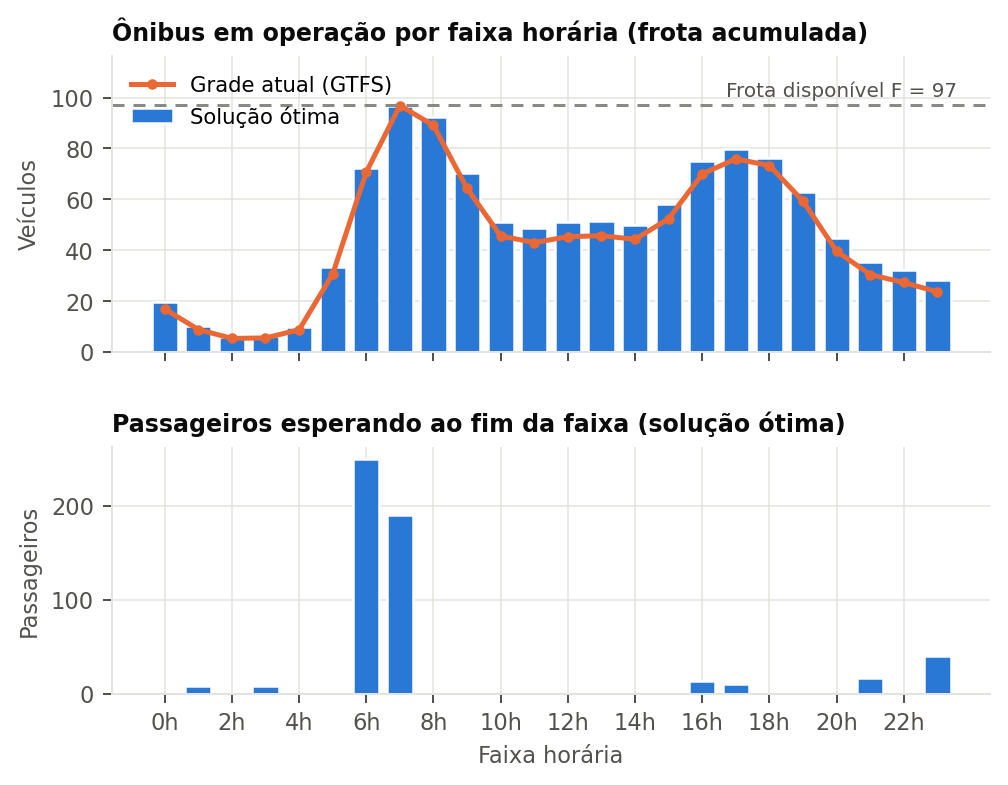 Ônibus em operação por faixa horária (frota acumulada)
Grade atual (GTFS)
Solução ótima
Frota disponível F = 97
Veículos
100
80
60
40
20
0
Passageiros esperando ao fim da faixa (solução ótima)
Passageiros
200
100
0
0h 2h 4h 6h 8h 10h 12h 14h 16h 18h 20h 22h
Faixa horária